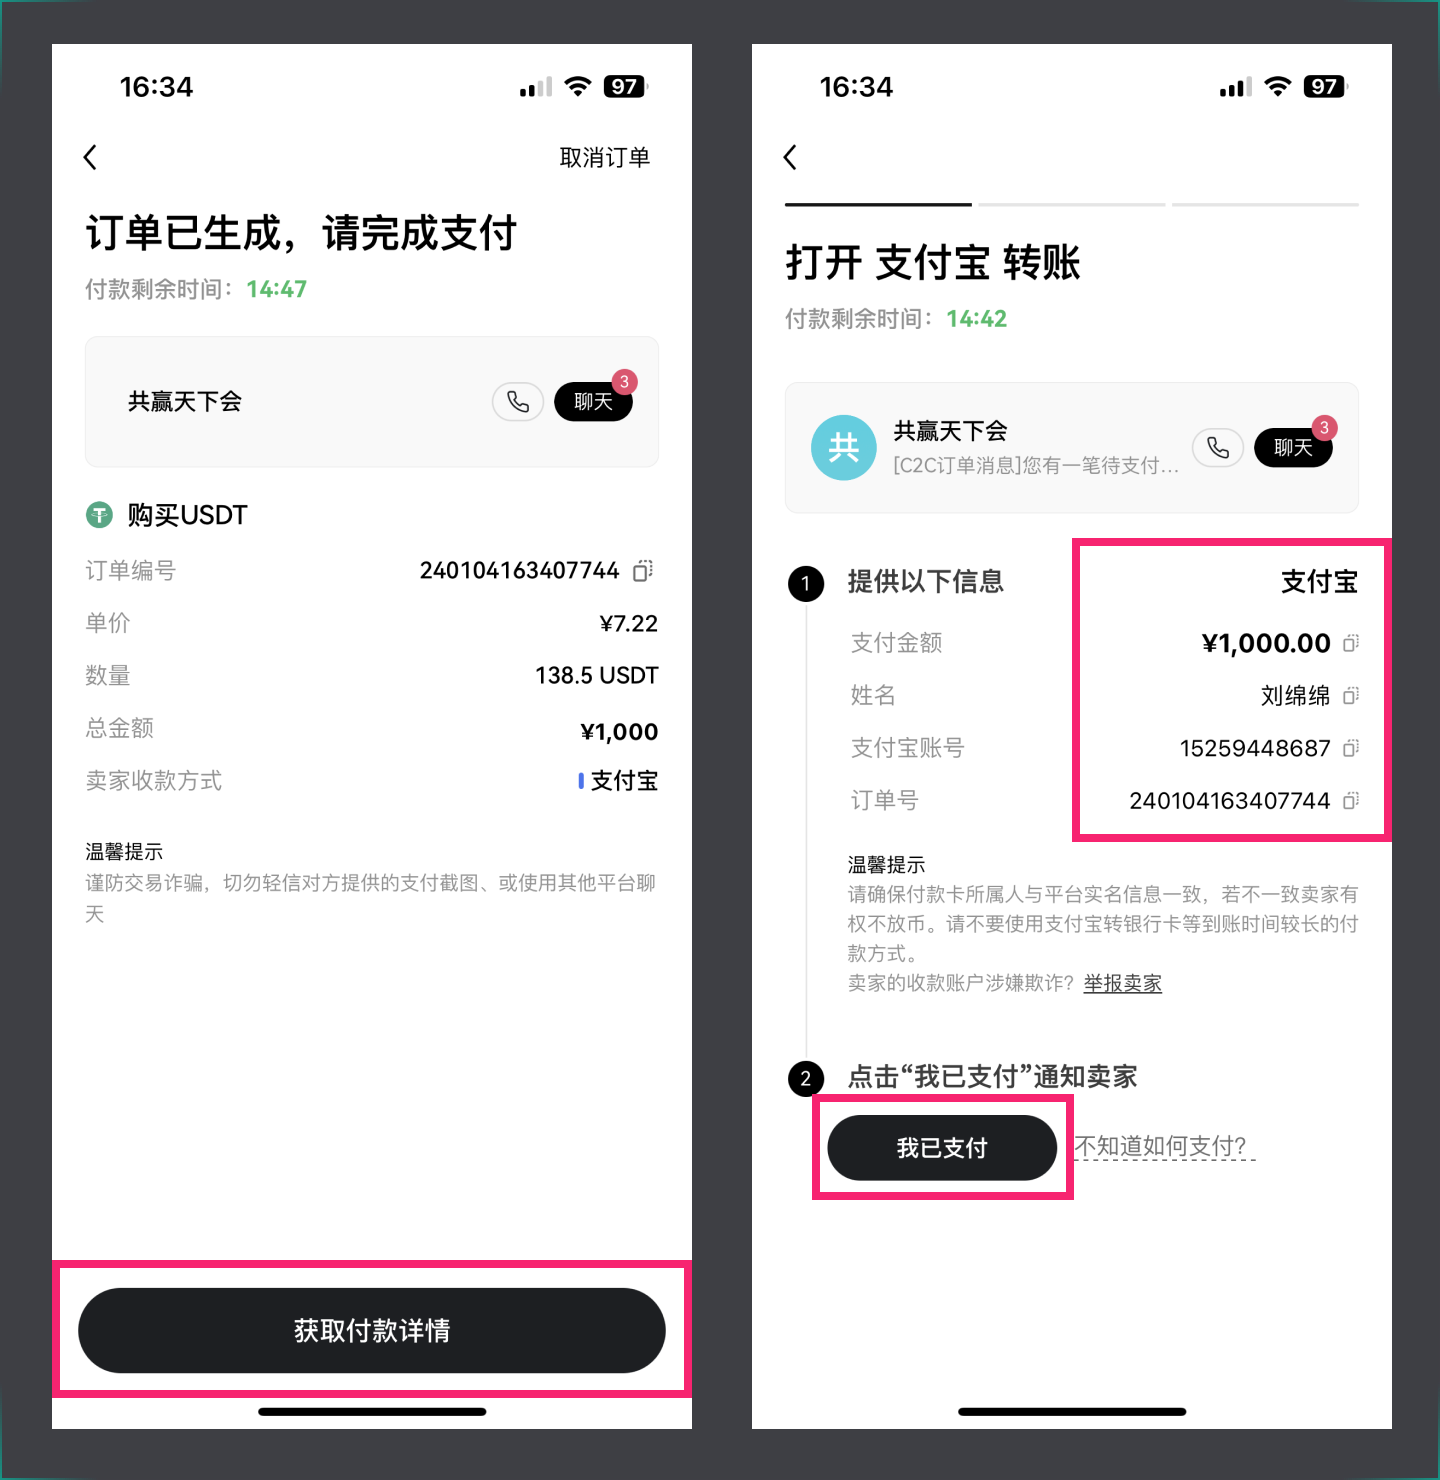 16:34
97
取消订单
订单已生成，请完成支付
付款剩余时间：14:47
共赢天下会
聊天
3
购买USDT
订单编号 240104163407744
单价 ¥7.22
数量 138.5 USDT
总金额 ¥1,000
卖家收款方式 支付宝
温馨提示
谨防交易诈骗，切勿轻信对方提供的支付截图、或使用其他平台聊
天
获取付款详情
16:34
97
打开 支付宝 转账
付款剩余时间：14:42
共
共赢天下会
[C2C订单消息]您有一笔待支付...
聊天
3
1 提供以下信息 支付宝
支付金额 ¥1,000.00
姓名 刘绵绵
支付宝账号 15259448687
订单号 240104163407744
温馨提示
请确保付款卡所属人与平台实名信息一致，若不一致卖家有
权不放币。请不要使用支付宝转银行卡等到账时间较长的付
款方式。
卖家的收款账户涉嫌欺诈？举报卖家
2 点击“我已支付”通知卖家
我已支付 不知道如何支付？